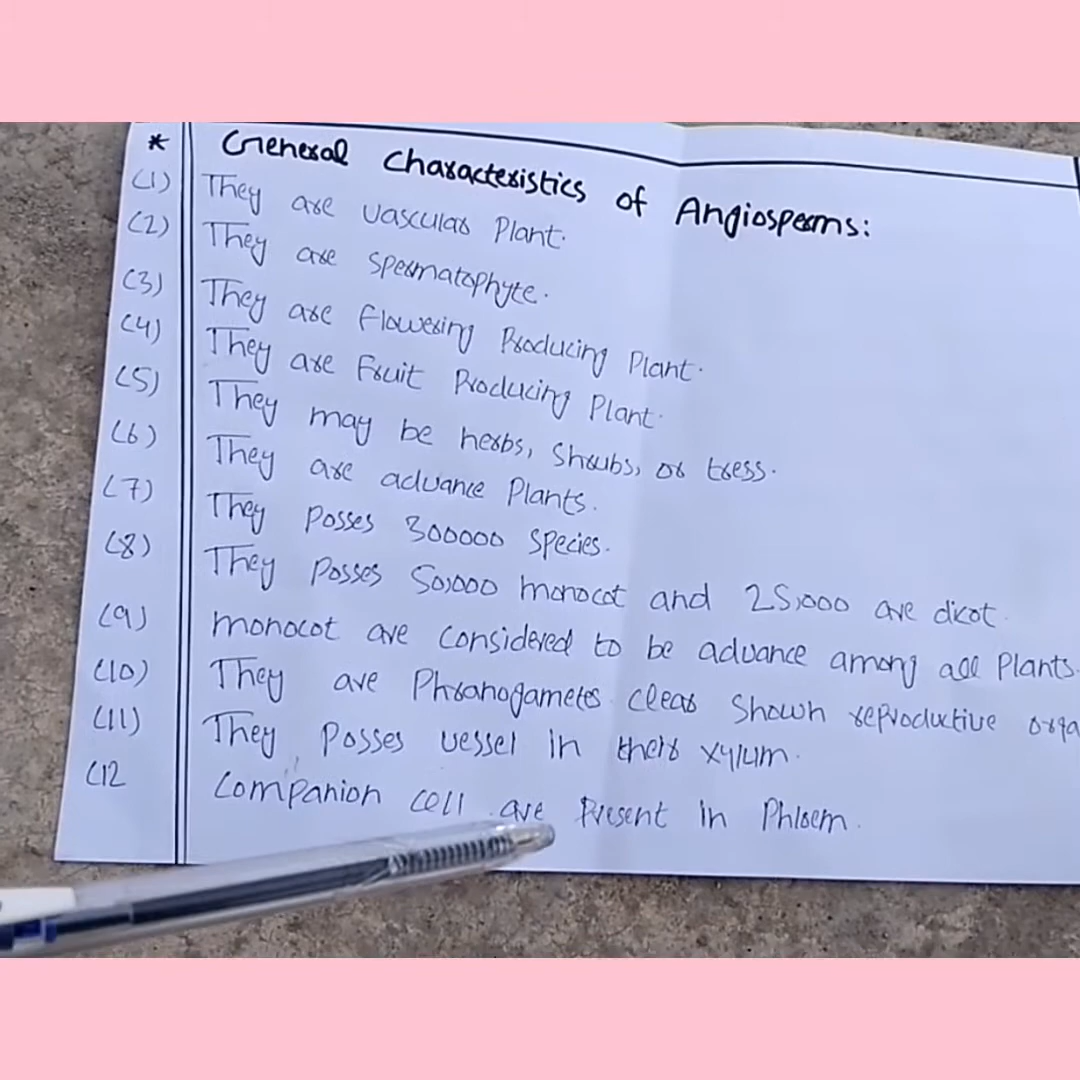 * General Characteristics of Angiosperms:
(1) They are vascular Plant.
(2) They are spermatophyte.
(3) They are flowering Producing Plant.
(4) They are Fruit Producing Plant.
(5) They may be herbs, shrubs, or tress.
(6) They are advance Plants.
(7) They Posses 300000 species.
(8) They Posses 50,000 monocot and 25,000 are dicot.
(9) monocot are considered to be advance among all Plants.
(10) They are Phranogametes clear shown reproductive orga
(11) They Posses vessel in their xylum.
(12 Companion cell are Present in Phloem.